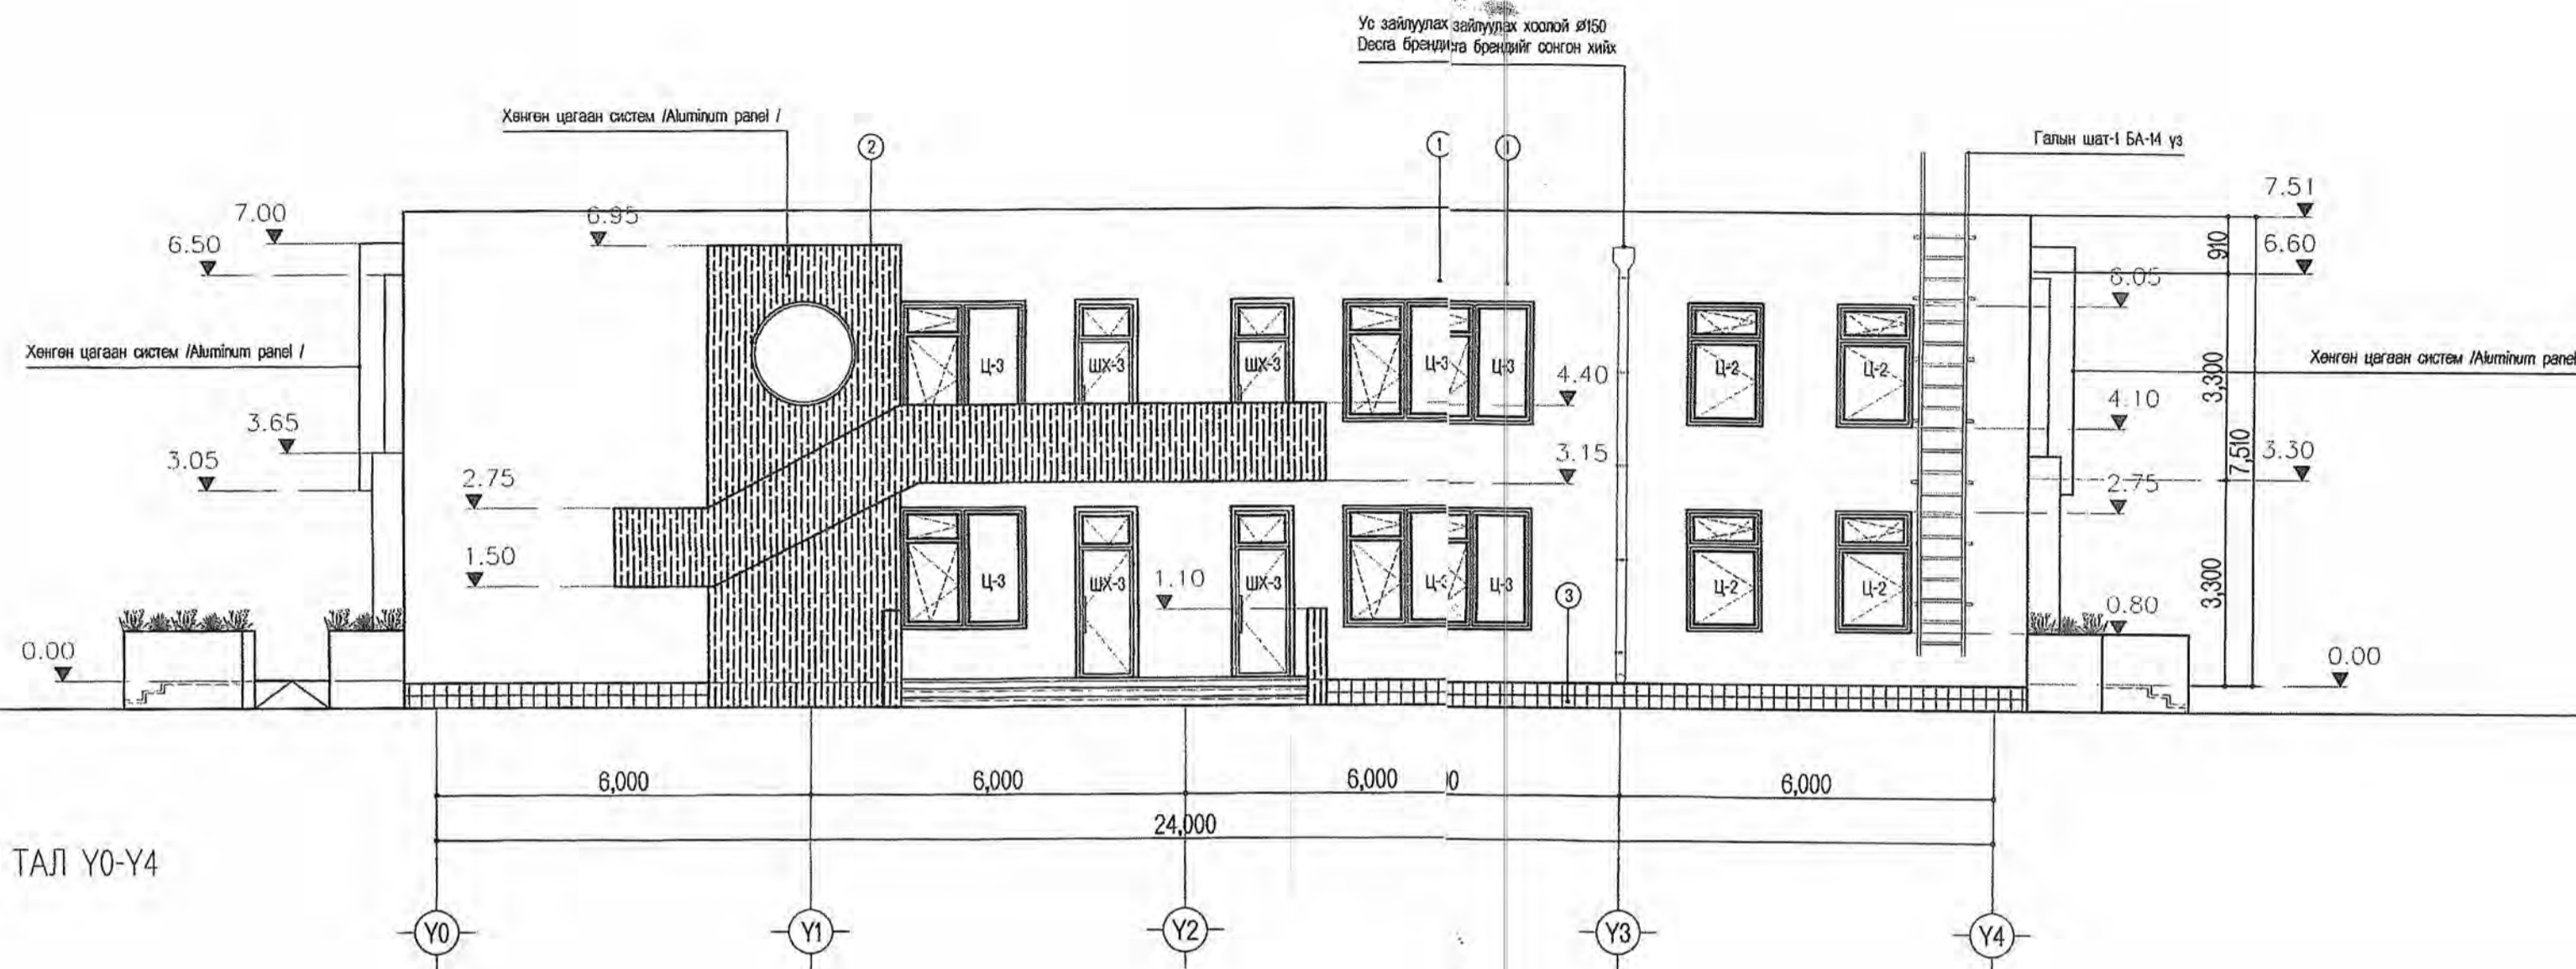 Ус зайлуулах зайлуулах хоолой Ø150
Decra брендийг сонгон хийх
Хөнгөн цагаан систем /Aluminum panel /
2
1
1
Галын шат-1 БА-14 үз
7.51
7.00
6.95
6.50
910
6.60
6.05
Хөнгөн цагаан систем /Aluminum panel /
Ц-3
ШХ-3
ШХ-3
Ц-3
Ц-3
Ц-2
Ц-2
Хөнгөн цагаан систем /Aluminum panel
4.40
3,300
4.10
3.65
3.05
3.15
7,510
3.30
2.75
2.75
1.50
Ц-3
ШХ-3
1.10
ШХ-3
Ц-3
Ц-3
3
Ц-2
Ц-2
3,300
0.80
0.00
0.00
6,000
6,000
6,000
0
6,000
24,000
ТАЛ Y0-Y4
Y0
Y1
Y2
Y3
Y4